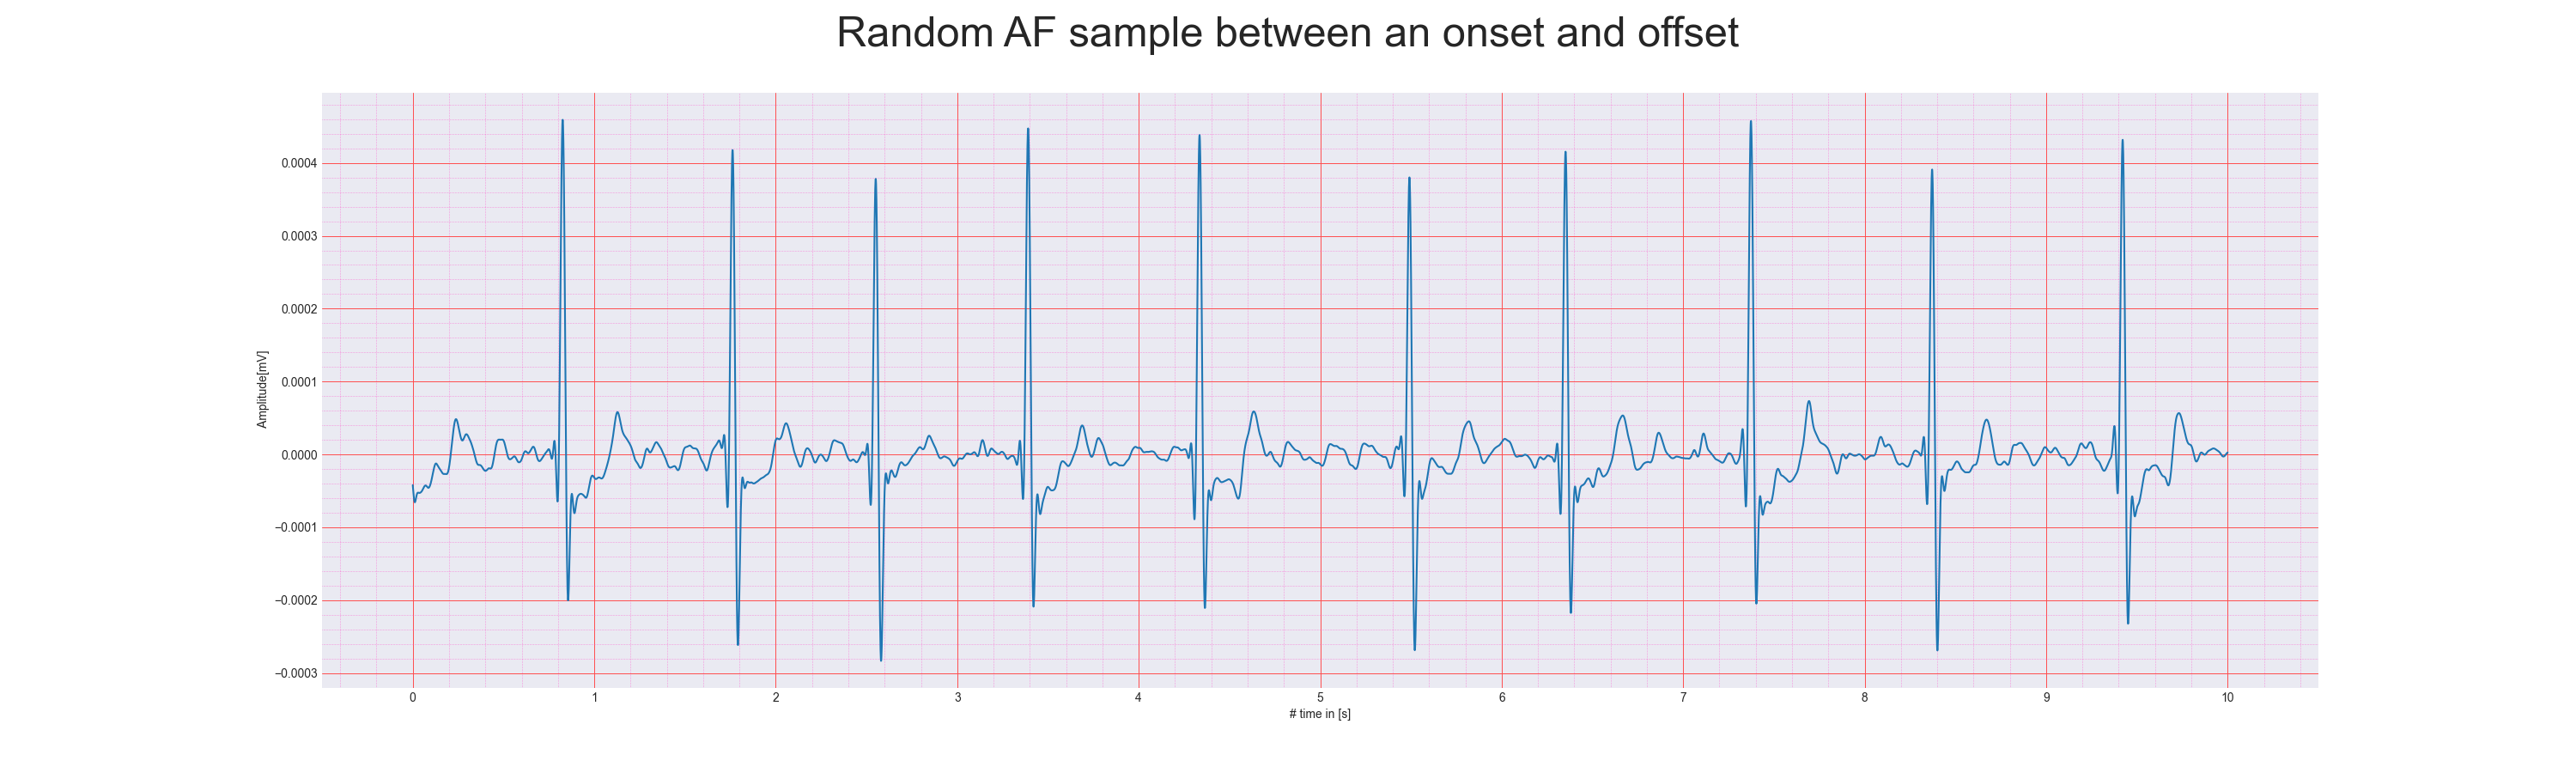 Random AF sample between an onset and offset
Amplitude[mV]
0.0004
0.0003
0.0002
0.0001
0.0000
−0.0001
−0.0002
−0.0003
0 1 2 3 4 5 6 7 8 9 10
# time in [s]